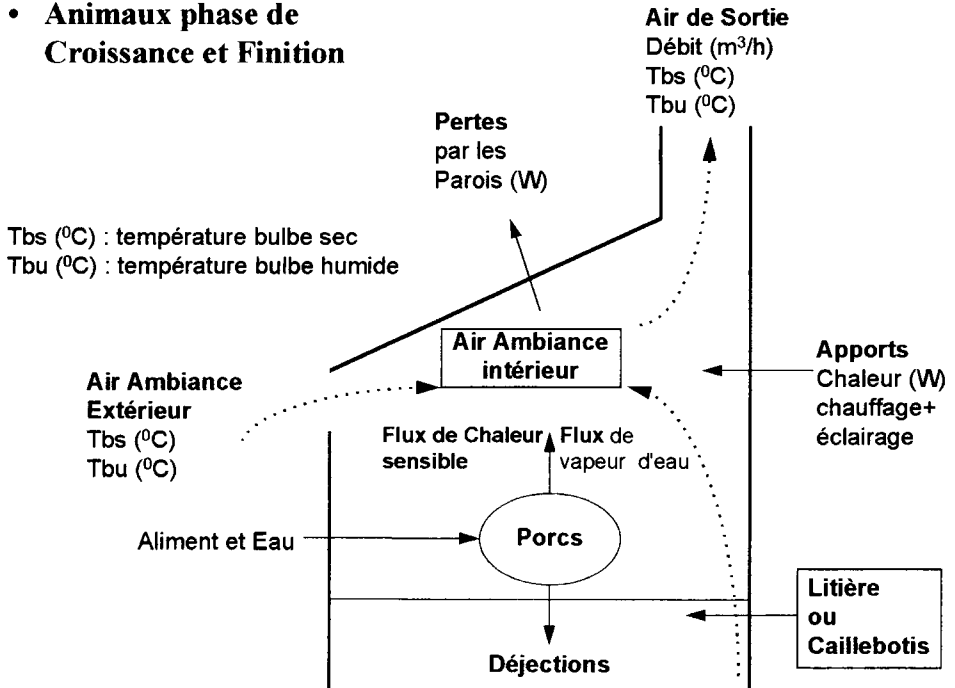 • Animaux phase de
Croissance et Finition
Air de Sortie
Débit (m³/h)
Tbs (⁰C)
Tbu (⁰C)
Pertes
par les
Parois (W)
Tbs (⁰C) : température bulbe sec
Tbu (⁰C) : température bulbe humide
Air Ambiance
intérieur
Air Ambiance
Extérieur
Tbs (⁰C)
Tbu (⁰C)
Apports
Chaleur (W)
chauffage+
éclairage
Flux de Chaleur
sensible
Flux de
vapeur d'eau
Aliment et Eau
Porcs
Litière
ou
Caillebotis
Déjections